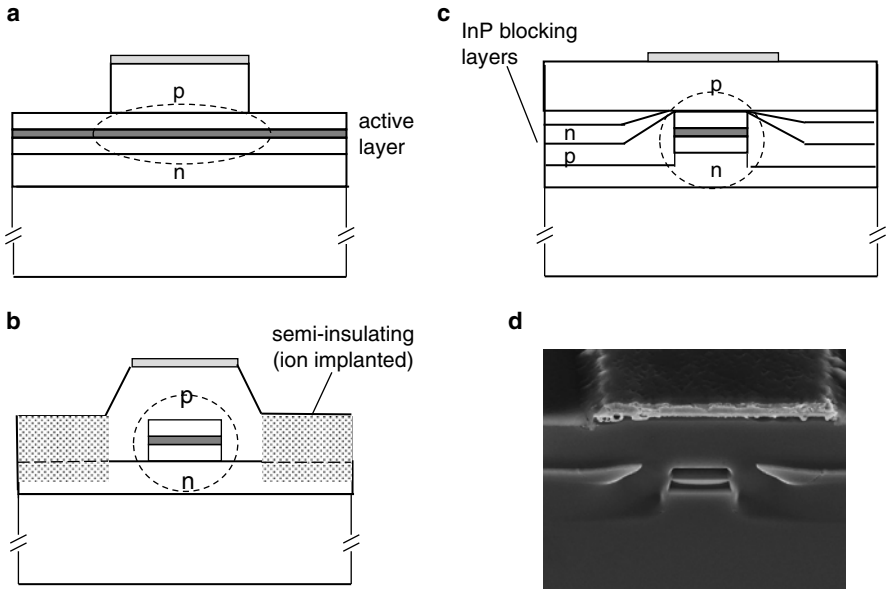 a
p
active
layer
n
b
semi-insulating
(ion implanted)
p
n
c
InP blocking
layers
p
n
p
n
d